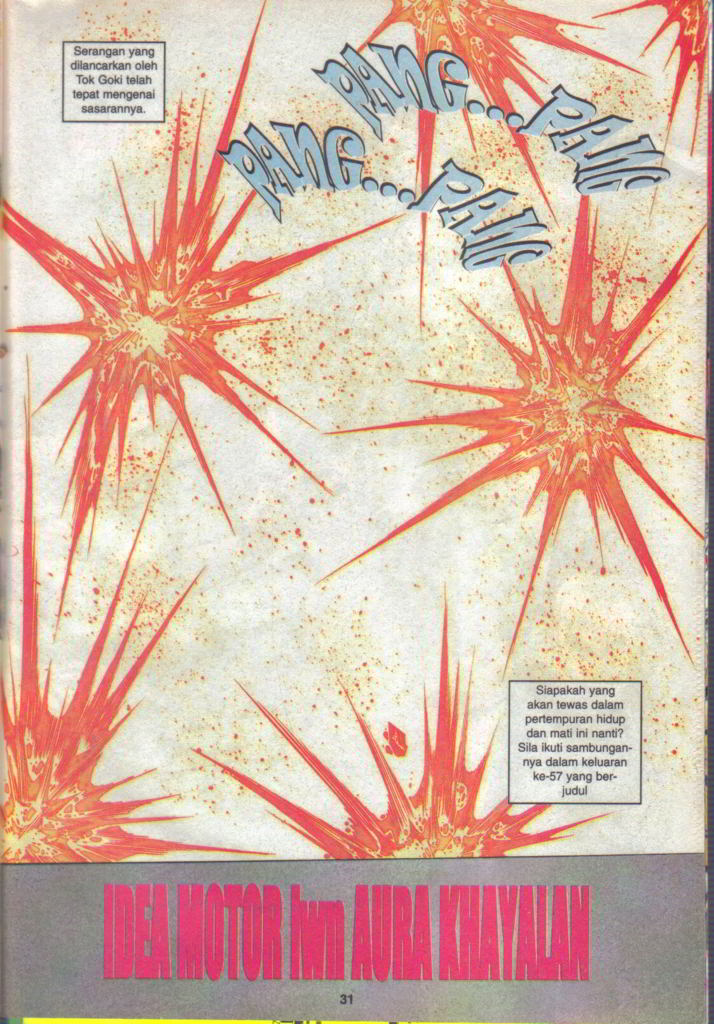 Serangan yang
dilancarkan oleh
Tok Goki telah
tepat mengenai
sasarannya.
PANG...PANG
PANG...PANG
Siapakah yang
akan tewas dalam
pertempuran hidup
dan mati ini nanti?
Sila ikuti sambungan-
nya dalam keluaran
ke-57 yang ber-
judul
IDEA MOTOR lwn AURA KHAYALAN
31